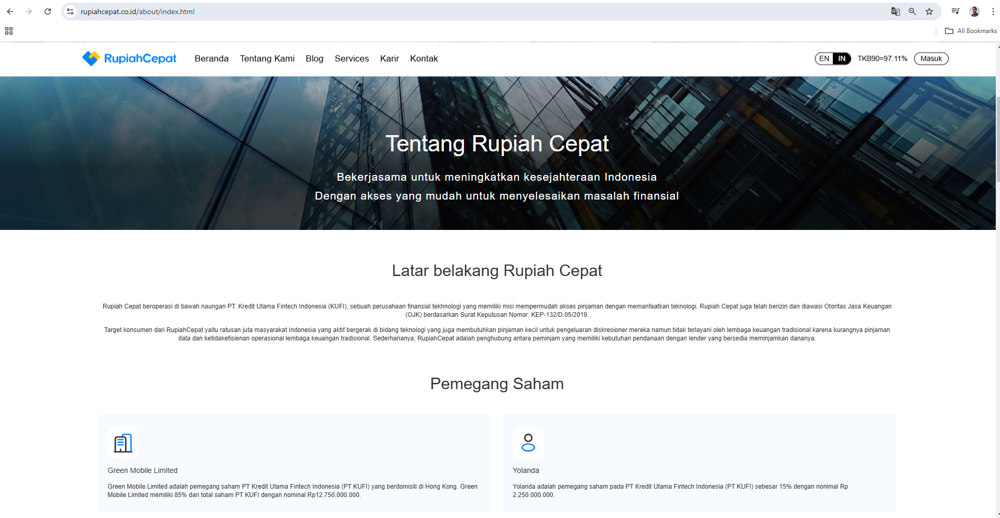 rupiahcepat.co.id/about/index.html
All Bookmarks
RupiahCepat
Beranda
Tentang Kami
Blog
Services
Karir
Kontak
EN
IN
TKB90=97.11%
Masuk
Tentang Rupiah Cepat
Bekerjasama untuk meningkatkan kesejahteraan Indonesia
Dengan akses yang mudah untuk menyelesaikan masalah finansial
Latar belakang Rupiah Cepat
Rupiah Cepat beroperasi di bawah naungan PT. Kredit Utama Fintech Indonesia (KUFI), sebuah perusahaan finansial tekhnologi yang memiliki misi mempermudah akses pinjaman dengan memanfaatkan teknologi. Rupiah Cepat juga telah berizin dan diawasi Otoritas Jasa Keuangan
(OJK) berdasarkan Surat Keputusan Nomor: KEP-132/D.05/2019.
Target konsumen dari RupiahCepat yaitu ratusan juta masyarakat Indonesia yang aktif bergerak di bidang teknologi yang juga membutuhkan pinjaman kecil untuk pengeluaran diskresioner mereka namun tidak terlayani oleh lembaga keuangan tradisional karena kurangnya pinjaman
data dan ketidakefisienan operasional lembaga keuangan tradisional. Sederhananya, RupiahCepat adalah penghubung antara peminjam yang memiliki kebutuhan pendanaan dengan lender yang bersedia meminjamkan dananya.
Pemegang Saham
Green Mobile Limited
Green Mobile Limited adalah pemegang saham PT Kredit Utama Fintech Indonesia (PT KUFI) yang berdomisili di Hong Kong. Green
Mobile Limited memiliki 85% dari total saham PT KUFI dengan nominal Rp12.750.000.000.
Yolanda
Yolanda adalah pemegang saham pada PT Kredit Utama Fintech Indonesia (PT KUFI) sebesar 15% dengan nonimal Rp
2.250.000.000.